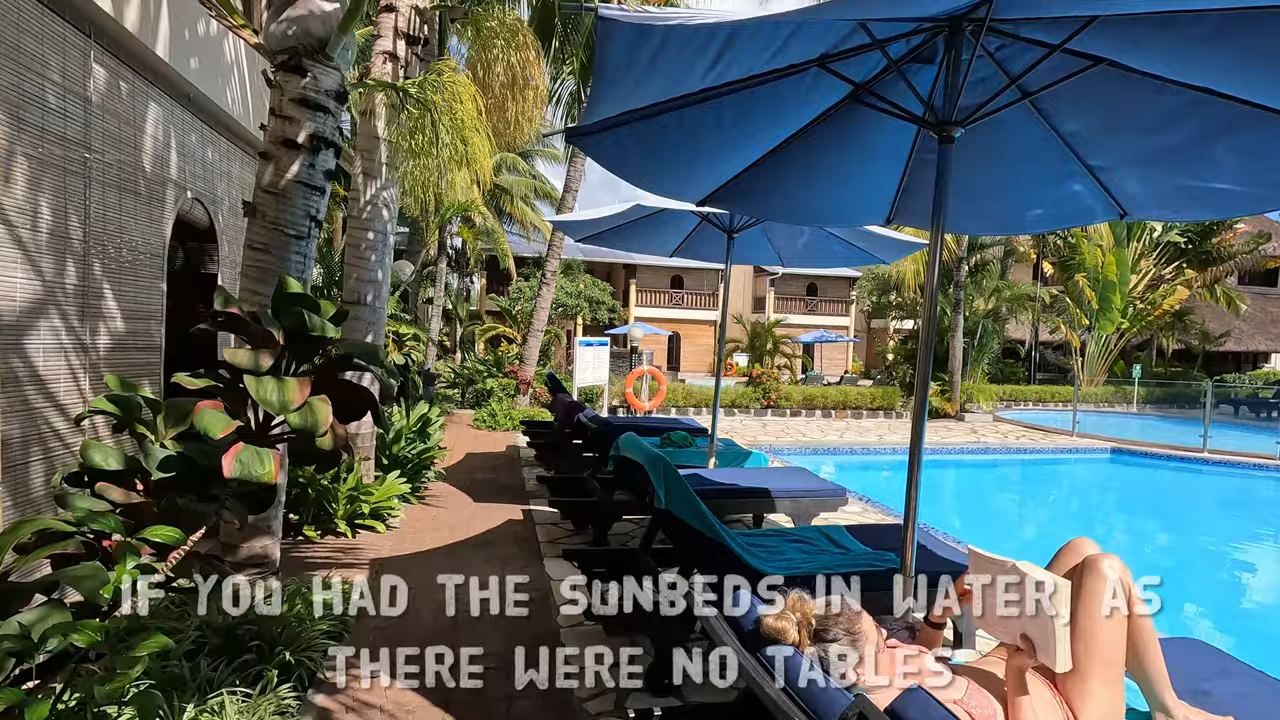 IF YOU HAD THE SUNBEDS IN WATER, AS
THERE WERE NO TABLES